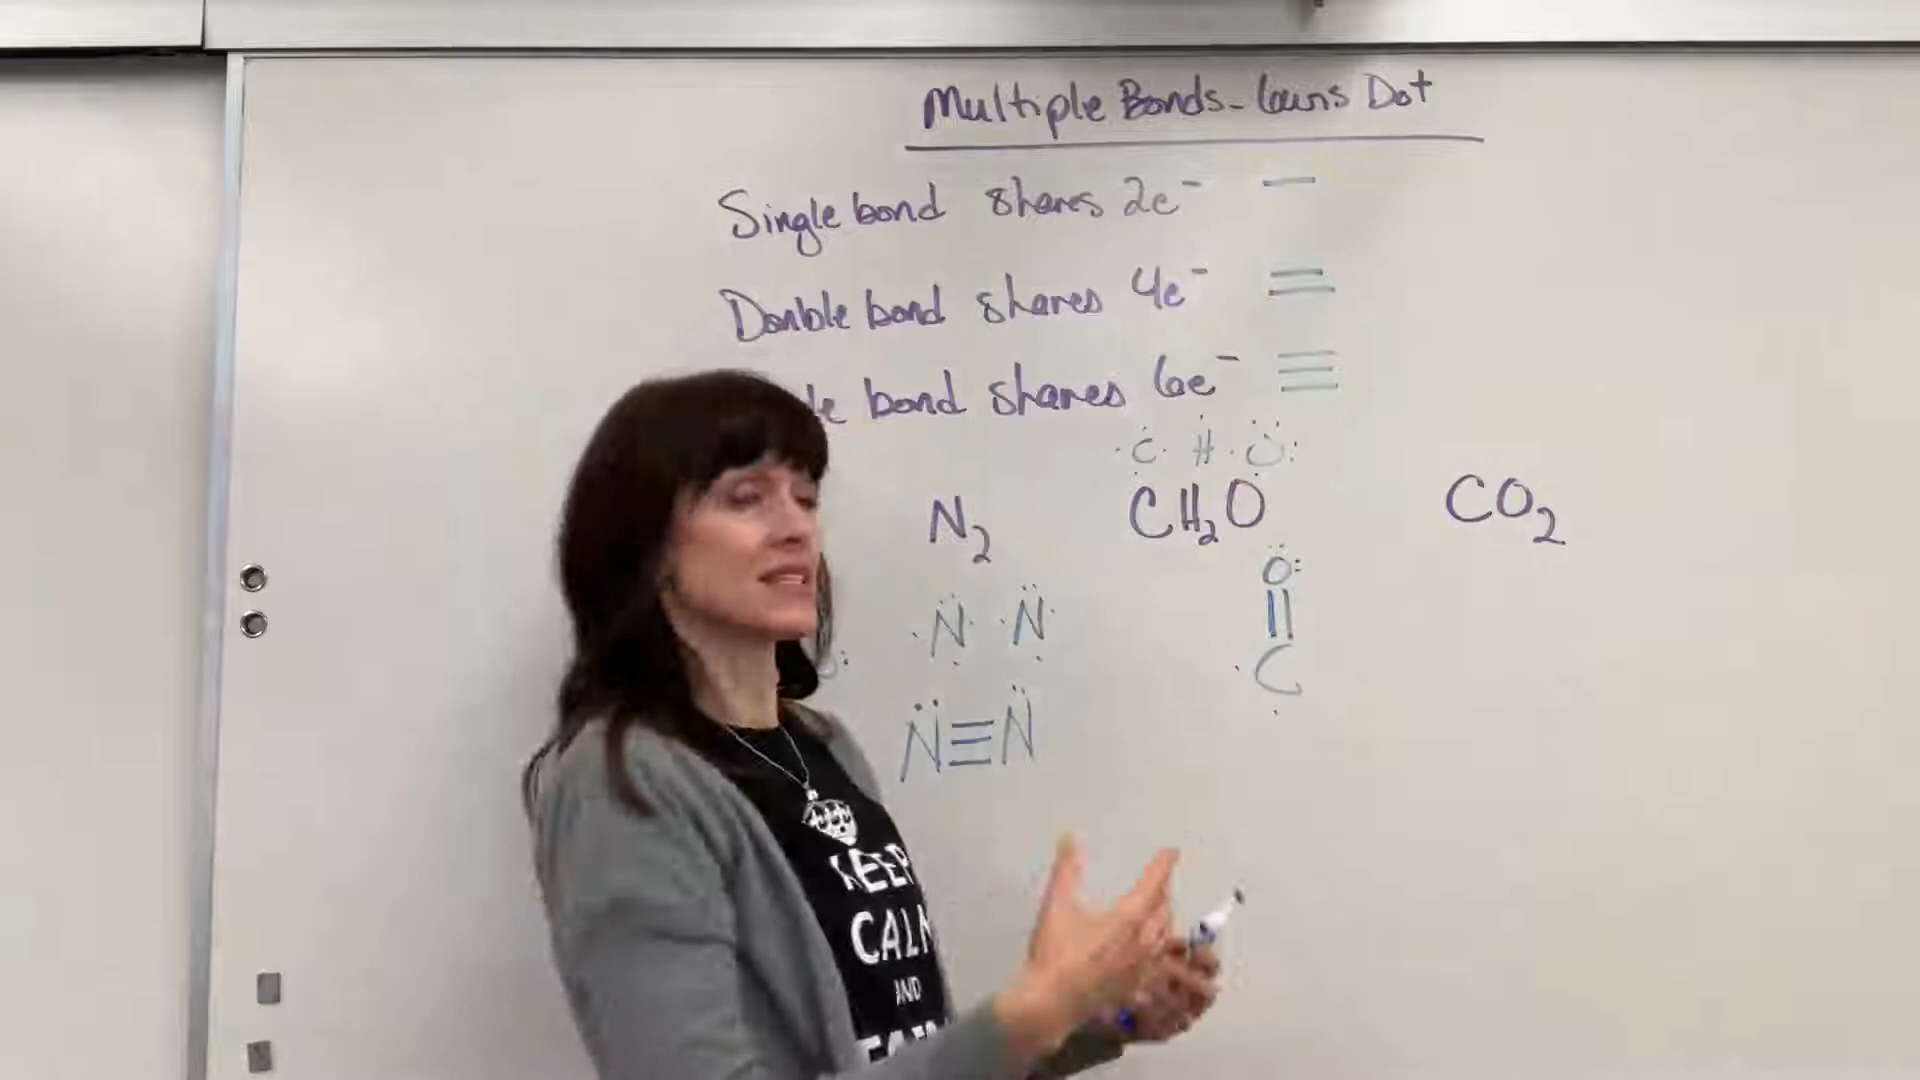 Multiple Bonds - Lewis Dot
Single bond shares 2e⁻ —
Double bond shares 4e⁻ =
le bond shares 6e⁻ ≡
·C· H· O:
N₂ CH₂O CO₂
O:
||
C
N N
N≡N
KEEP
CALM
AND